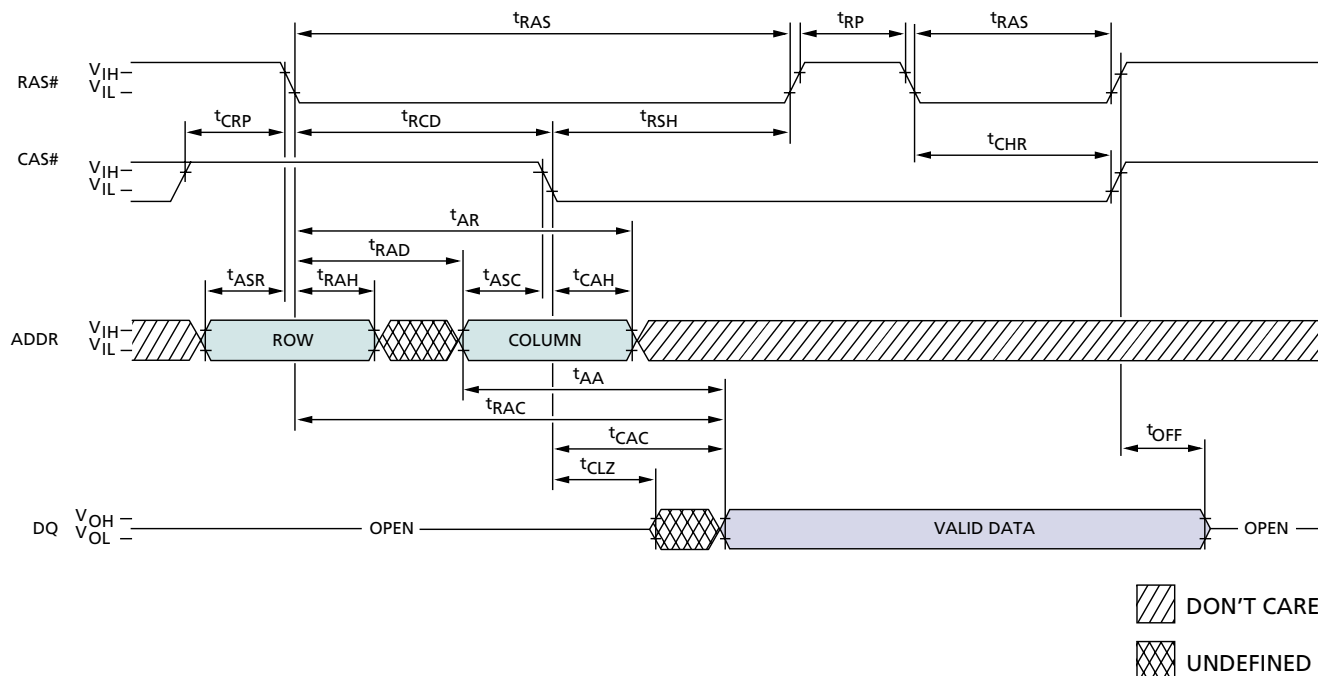 tRAS tRP tRAS
RAS# VIH
VIL
tCRP tRCD tRSH
CAS# VIH
VIL
tCHR
tAR
tRAD
tASR tRAH tASC tCAH
ADDR VIH
VIL
ROW COLUMN
tAA
tRAC
tCAC tOFF
tCLZ
DQ VOH
VOL
OPEN VALID DATA OPEN
DON'T CARE
UNDEFINED